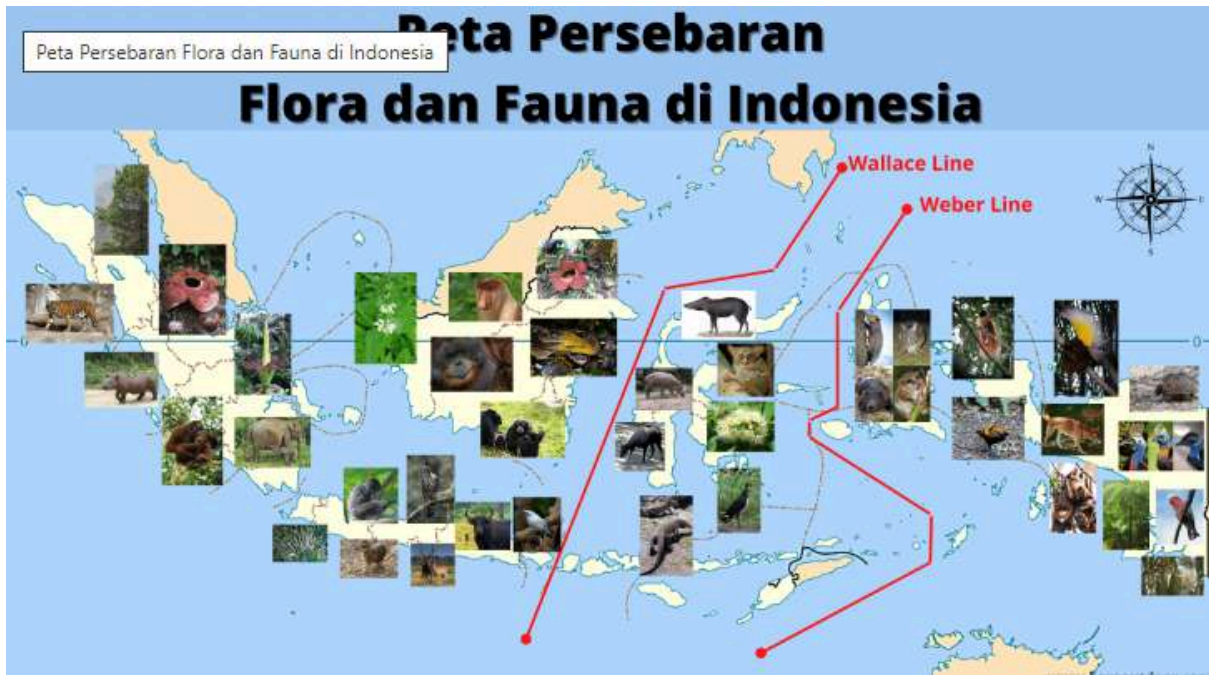 Peta Persebaran
Peta Persebaran Flora dan Fauna di Indonesia
Flora dan Fauna di Indonesia
Wallace Line
Weber Line
N
W
S
0
0